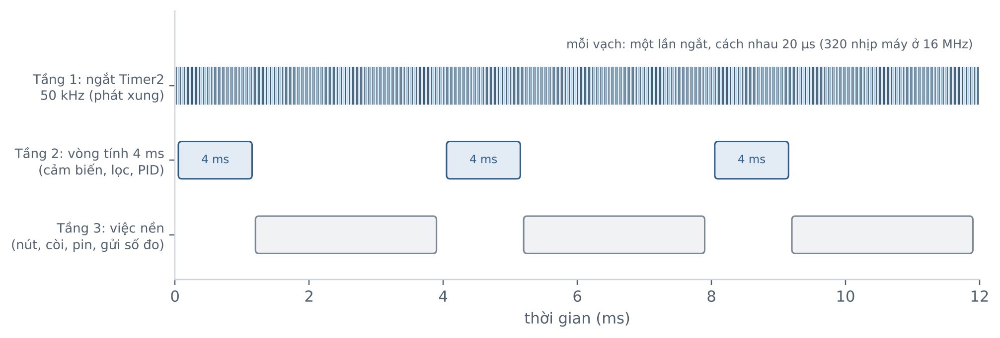 mỗi vạch: một lần ngắt, cách nhau 20 µs (320 nhịp máy ở 16 MHz)
Tầng 1: ngắt Timer2
50 kHz (phát xung)
Tầng 2: vòng tính 4 ms
(cảm biến, lọc, PID)
4 ms
4 ms
4 ms
Tầng 3: việc nền
(nút, còi, pin, gửi số đo)
0
2
4
6
8
10
12
thời gian (ms)